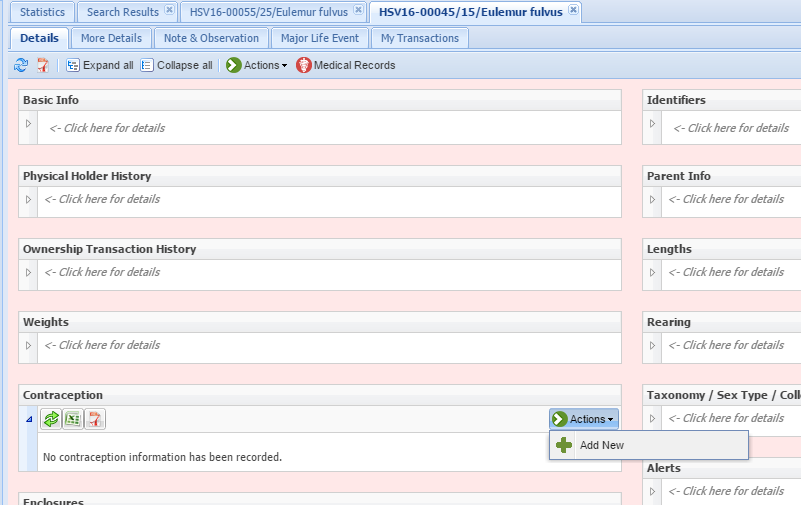 Statistics
Search Results
HSV16-00055/25/Eulemur fulvus
HSV16-00045/15/Eulemur fulvus
Details
More Details
Note & Observation
Major Life Event
My Transactions
Expand all
Collapse all
Actions
Medical Records
Basic Info
<- Click here for details
Identifiers
<- Click here for details
Physical Holder History
<- Click here for details
Parent Info
<- Click here for details
Ownership Transaction History
<- Click here for details
Lengths
<- Click here for details
Weights
<- Click here for details
Rearing
<- Click here for details
Contraception
Actions
Add New
No contraception information has been recorded.
Taxonomy / Sex Type / Coll
<- Click here for details
Alerts
<- Click here for details
Enclosures